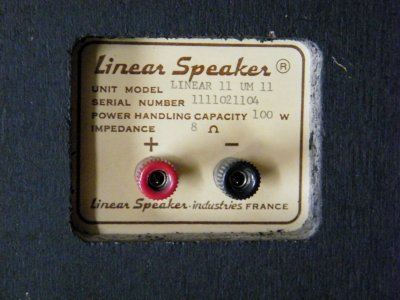 Linear Speaker ®
UNIT MODEL LINEAR 11 UM 11
SERIAL NUMBER 1111021104
POWER HANDLING CAPACITY 100 W
IMPEDANCE 8 Ω
+ −
Linear Speaker-industries FRANCE